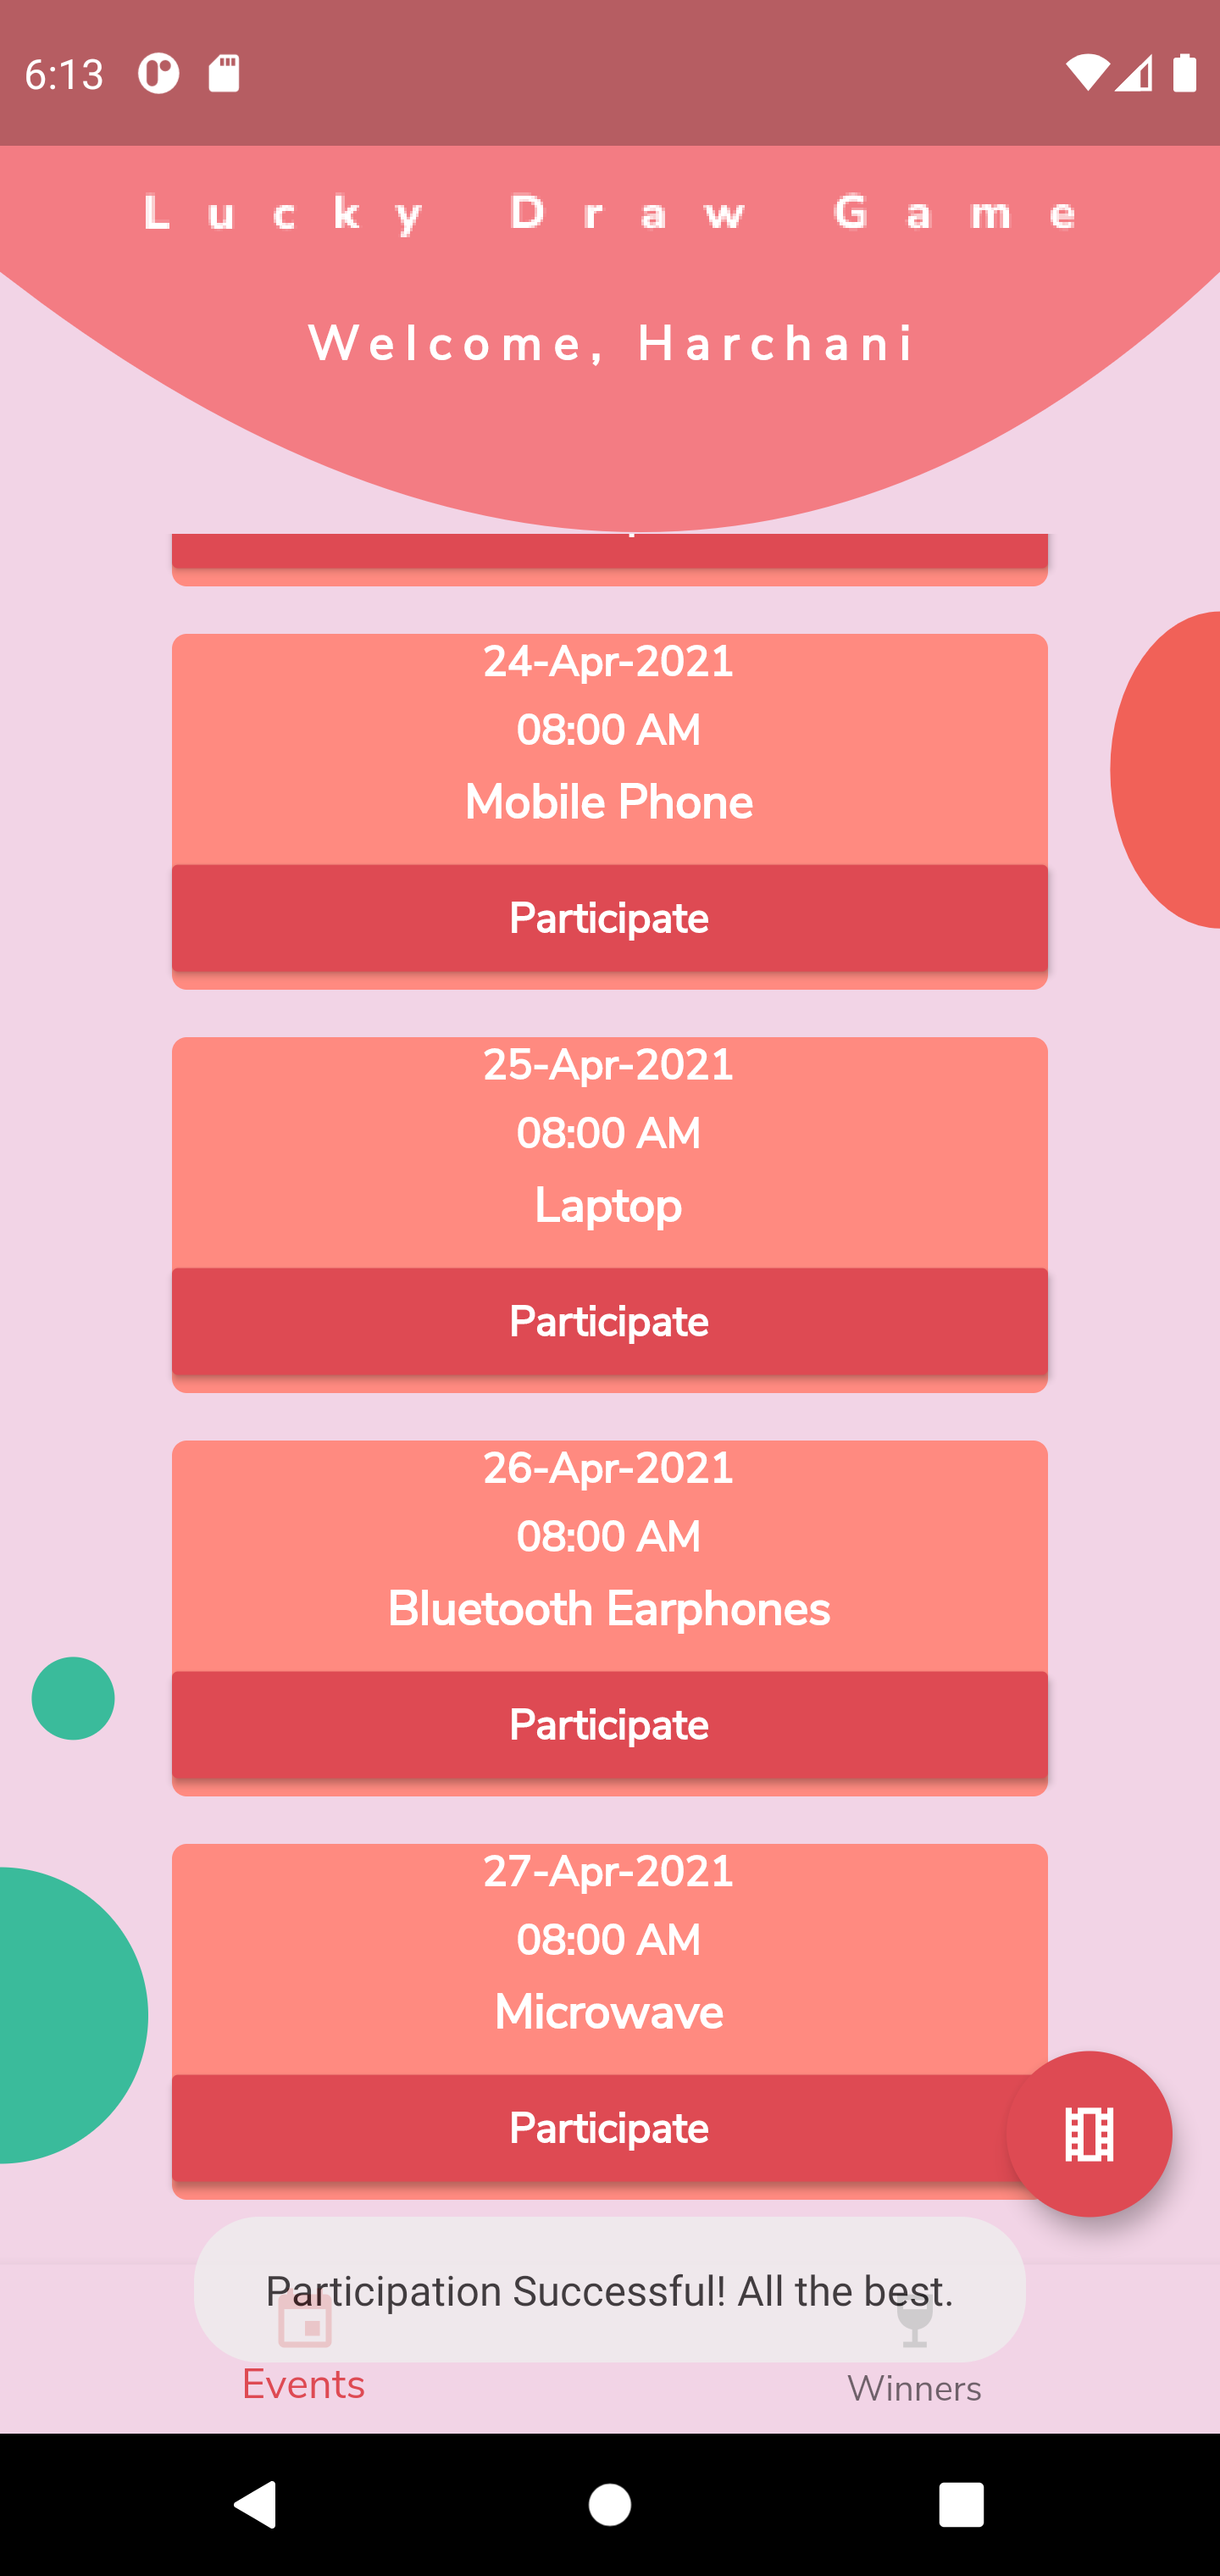 6:13
Lucky Draw Game
Welcome, Harchani
24-Apr-2021
08:00 AM
Mobile Phone
Participate
25-Apr-2021
08:00 AM
Laptop
Participate
26-Apr-2021
08:00 AM
Bluetooth Earphones
Participate
27-Apr-2021
08:00 AM
Microwave
Participate
Participation Successful! All the best.
Events
Winners